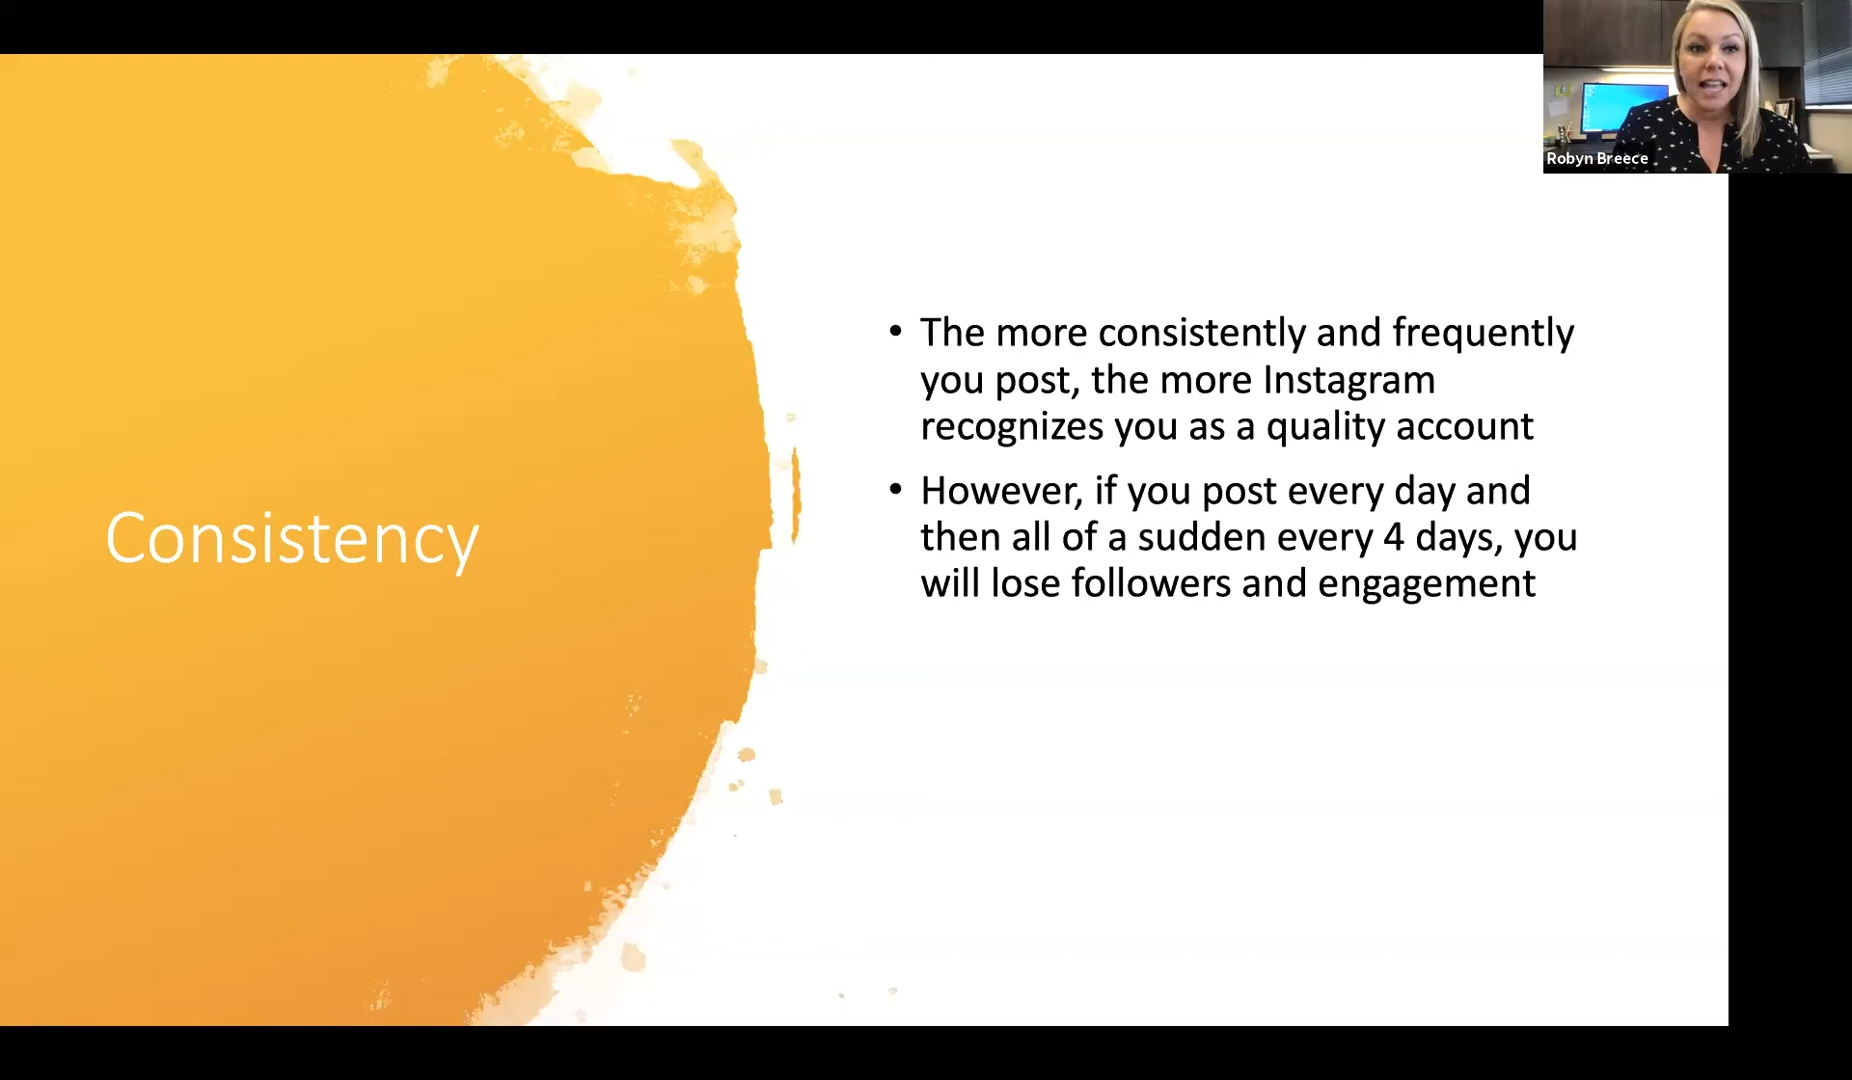 Robyn Breece
Consistency
• The more consistently and frequently
you post, the more Instagram
recognizes you as a quality account
• However, if you post every day and
then all of a sudden every 4 days, you
will lose followers and engagement